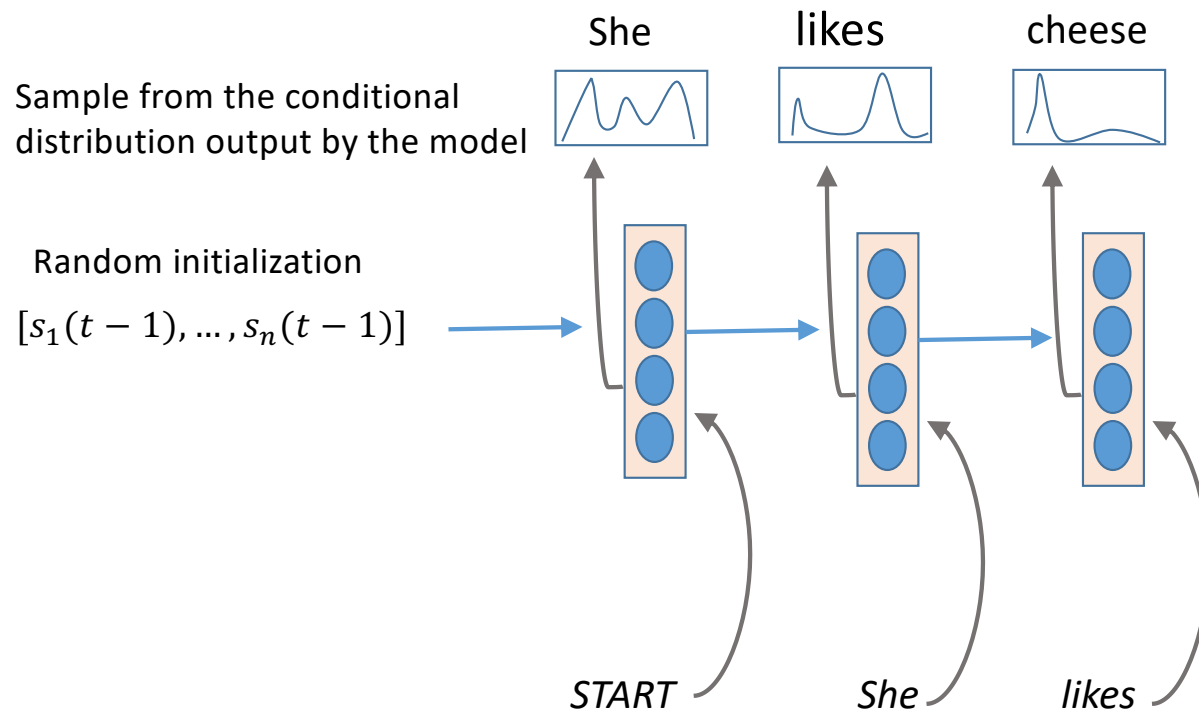 She likes cheese
Sample from the conditional
distribution output by the model
Random initialization
[s₁(t − 1), … , sₙ(t − 1)]
START She likes